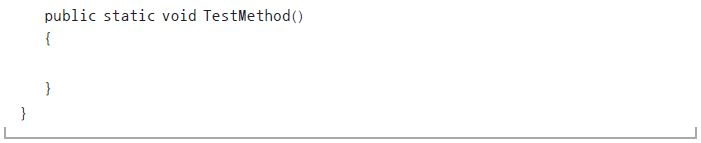 public static void TestMethod()
{
}
}